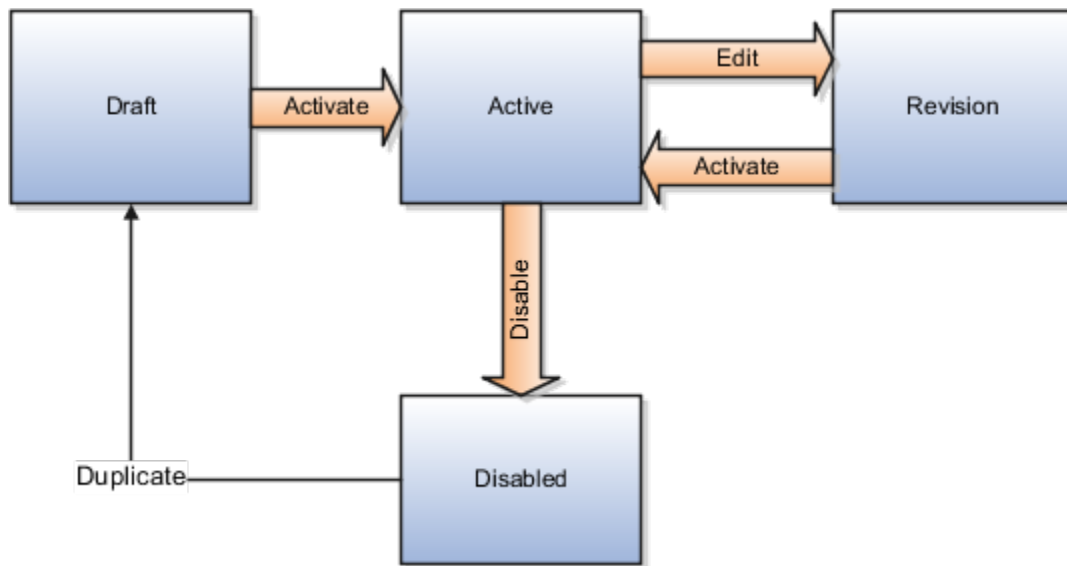 Draft
Activate
Active
Edit
Activate
Revision
Disable
Duplicate
Disabled